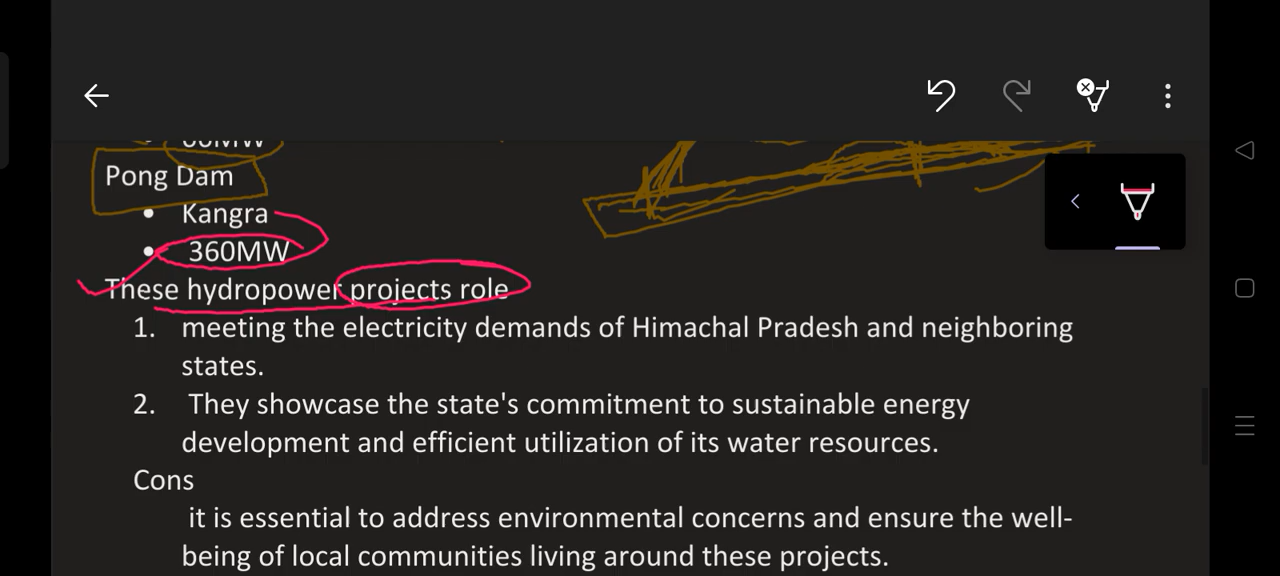 Pong Dam
• Kangra
• 360MW
These hydropower projects role
1. meeting the electricity demands of Himachal Pradesh and neighboring
states.
2. They showcase the state's commitment to sustainable energy
development and efficient utilization of its water resources.
Cons
it is essential to address environmental concerns and ensure the well-
being of local communities living around these projects.